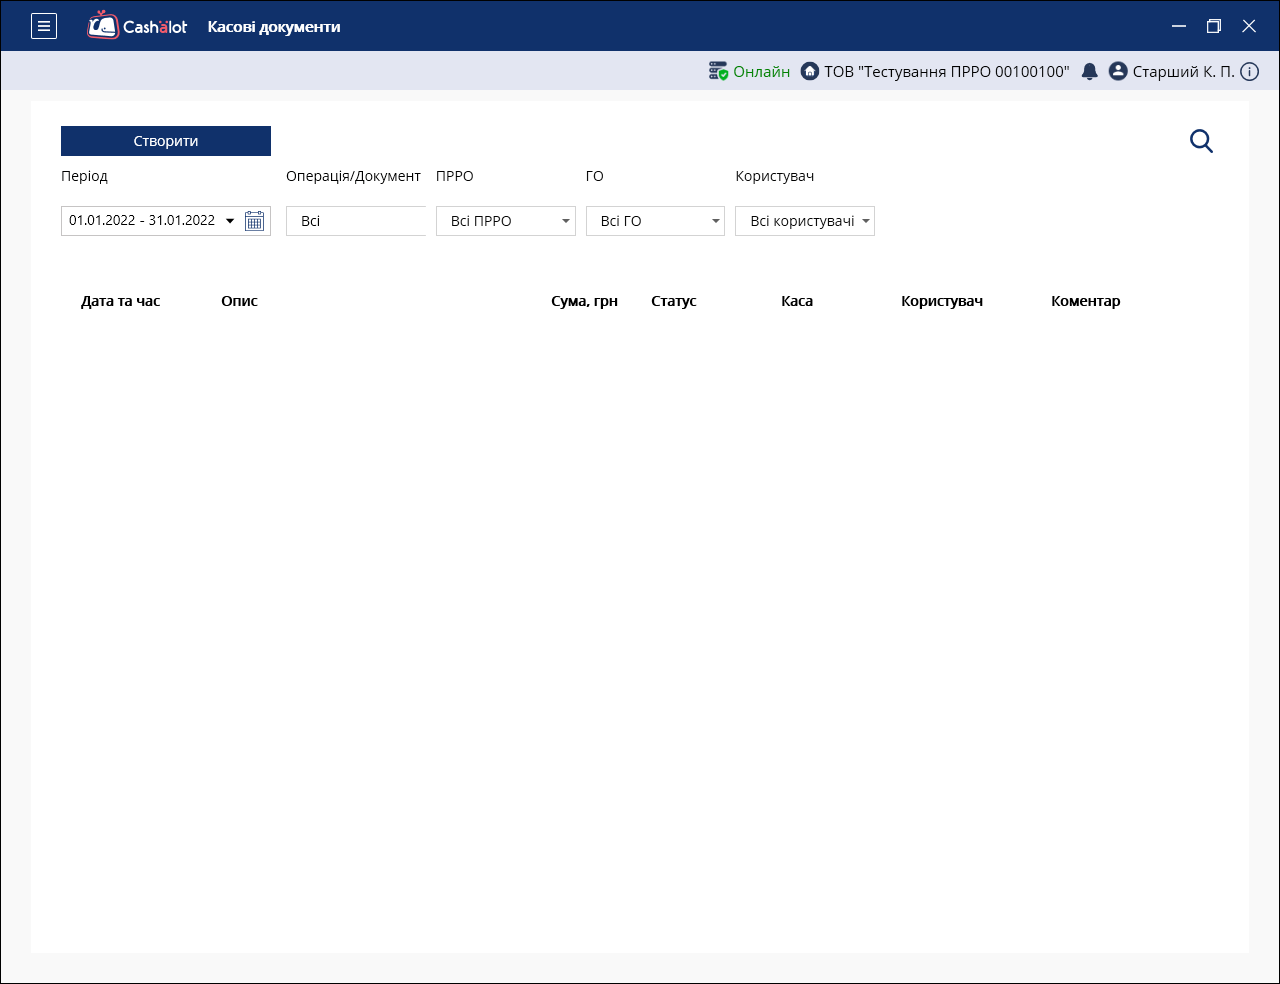 Cashalot Касові документи
Онлайн ТОВ "Тестування ПРРО 00100100" Старший К. П.
Створити
Період Операція/Документ ПРРО ГО Користувач
01.01.2022 - 31.01.2022 Всі Всі ПРРО Всі ГО Всі користувачі
Дата та час Опис Сума, грн Статус Каса Користувач Коментар